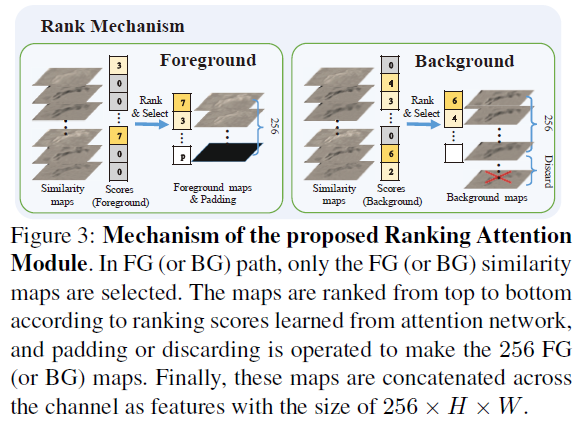 Rank Mechanism
Foreground
3
0
0
⋮
7
0
0
Rank
& Select
7
3
⋮
P
256
Similarity
maps
Scores
(Foreground)
Foreground maps
& Padding
Background
0
4
3
⋮
0
6
2
Rank
& Select
6
4
⋮
256
Discard
Similarity
maps
Scores
(Background)
Background maps
Figure 3: Mechanism of the proposed Ranking Attention
Module. In FG (or BG) path, only the FG (or BG) similarity
maps are selected. The maps are ranked from top to bottom
according to ranking scores learned from attention network,
and padding or discarding is operated to make the 256 FG
(or BG) maps. Finally, these maps are concatenated across
the channel as features with the size of 256 × H × W.